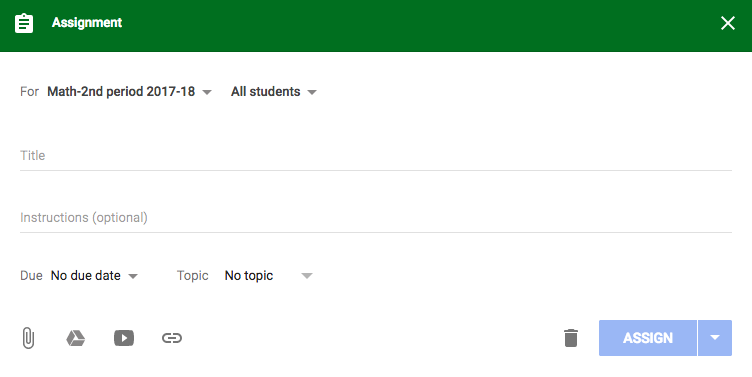 Assignment
For Math-2nd period 2017-18 All students
Title
Instructions (optional)
Due No due date Topic No topic
ASSIGN